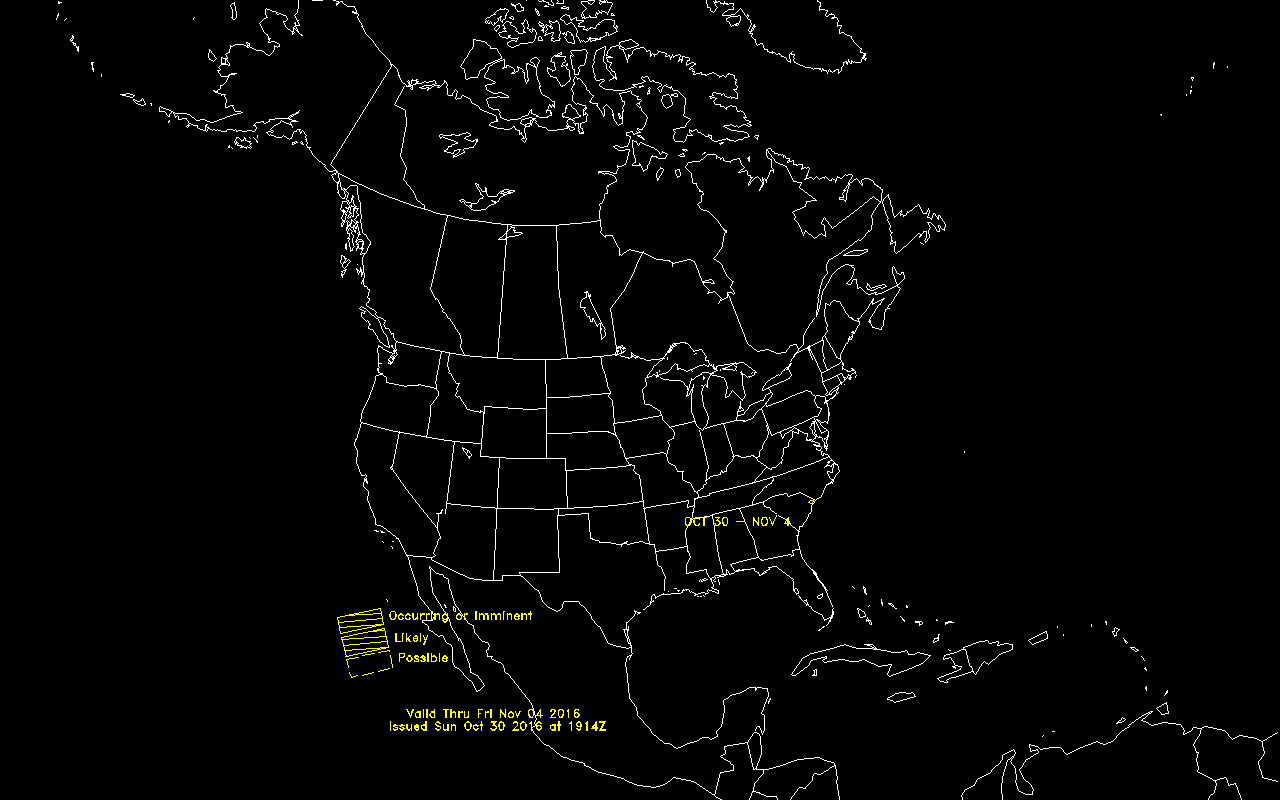 OCT 30 - NOV 4
Occurring or Imminent
Likely
Possible
Valid Thru Fri Nov 04 2016
Issued Sun Oct 30 2016 at 1914Z